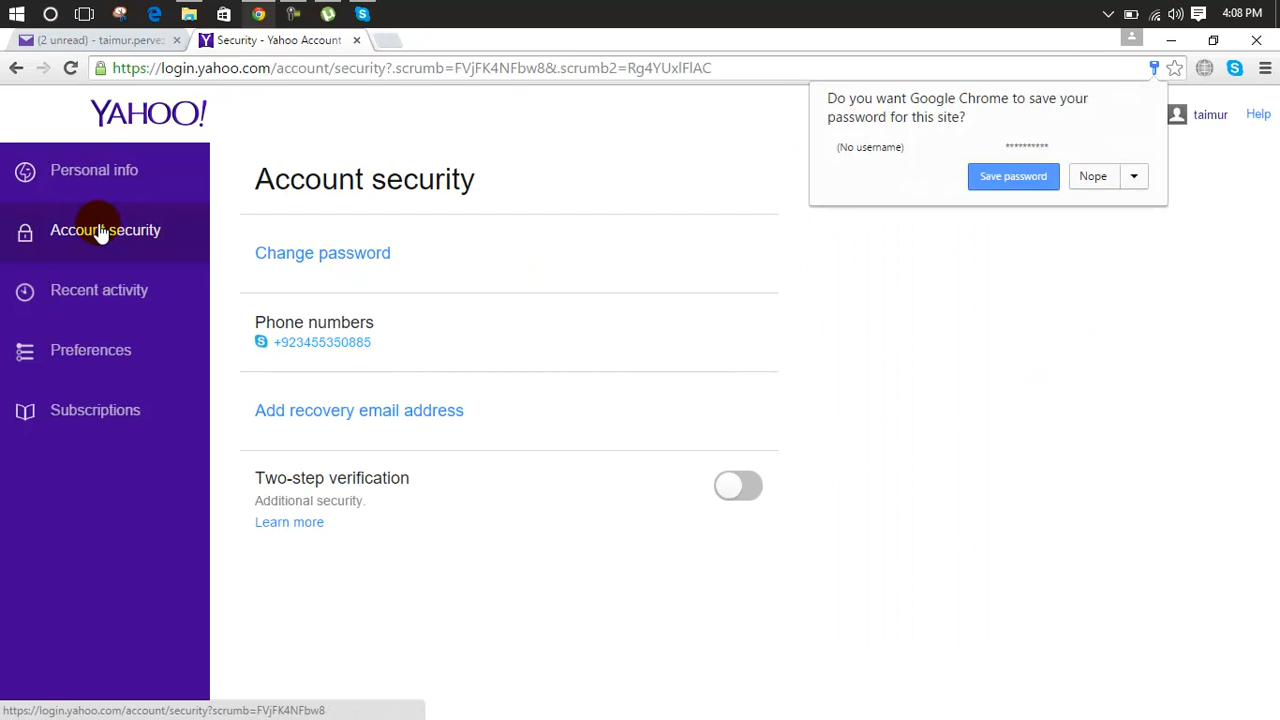 4:08 PM
(2 unread) - taimur.pervez
Security - Yahoo Account
https://login.yahoo.com/account/security?.scrumb=FVjFK4NFbw8&.scrumb2=Rg4YUxlFlAC
YAHOO!
Do you want Google Chrome to save your
password for this site?
(No username) **********
Save password Nope
taimur Help
Personal info
Account security
Recent activity
Preferences
Subscriptions
Account security
Change password
Phone numbers
+923455350885
Add recovery email address
Two-step verification
Additional security.
Learn more
https://login.yahoo.com/account/security?scrumb=FVjFK4NFbw8